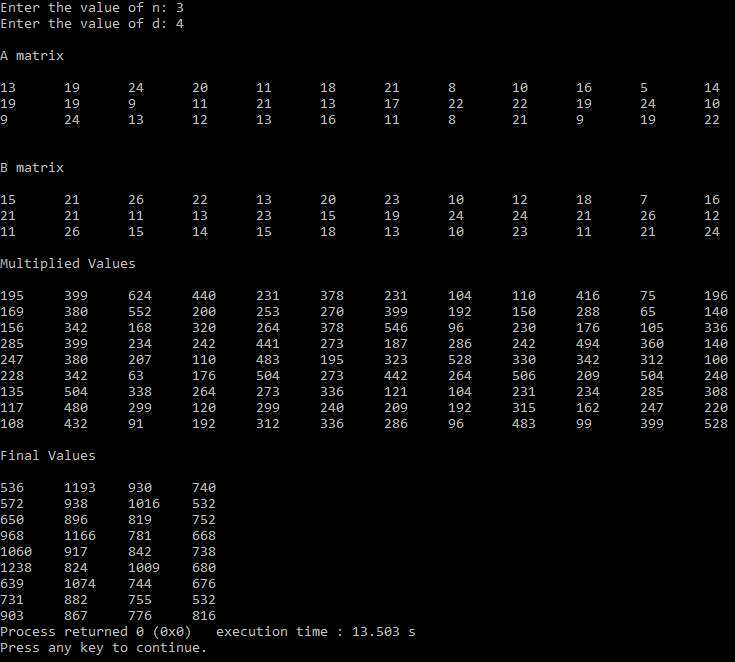 Enter the value of n: 3
Enter the value of d: 4
A matrix
13 19 24 20 11 18 21 8 10 16 5 14
19 19 9 11 21 13 17 22 22 19 24 10
9 24 13 12 13 16 11 8 21 9 19 22
B matrix
15 21 26 22 13 20 23 10 12 18 7 16
21 21 11 13 23 15 19 24 24 21 26 12
11 26 15 14 15 18 13 10 23 11 21 24
Multiplied Values
195 399 624 440 231 378 231 104 110 416 75 196
169 380 552 200 253 270 399 192 150 288 65 140
156 342 168 320 264 378 546 96 230 176 105 336
285 399 234 242 441 273 187 286 242 494 360 140
247 380 207 110 483 195 323 528 330 342 312 100
228 342 63 176 504 273 442 264 506 209 504 240
135 504 338 264 273 336 121 104 231 234 285 308
117 480 299 120 299 240 209 192 315 162 247 220
108 432 91 192 312 336 286 96 483 99 399 528
Final Values
536 1193 930 740
572 938 1016 532
650 896 819 752
968 1166 781 668
1060 917 842 738
1238 824 1009 680
639 1074 744 676
731 882 755 532
903 867 776 816
Process returned 0 (0x0) execution time : 13.503 s
Press any key to continue.